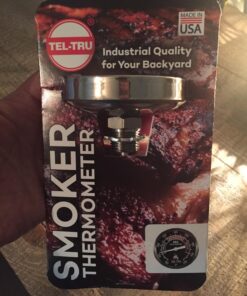 TEL-TRU
MADE IN
USA
Industrial Quality
for Your Backyard
SMOKER
THERMOMETER